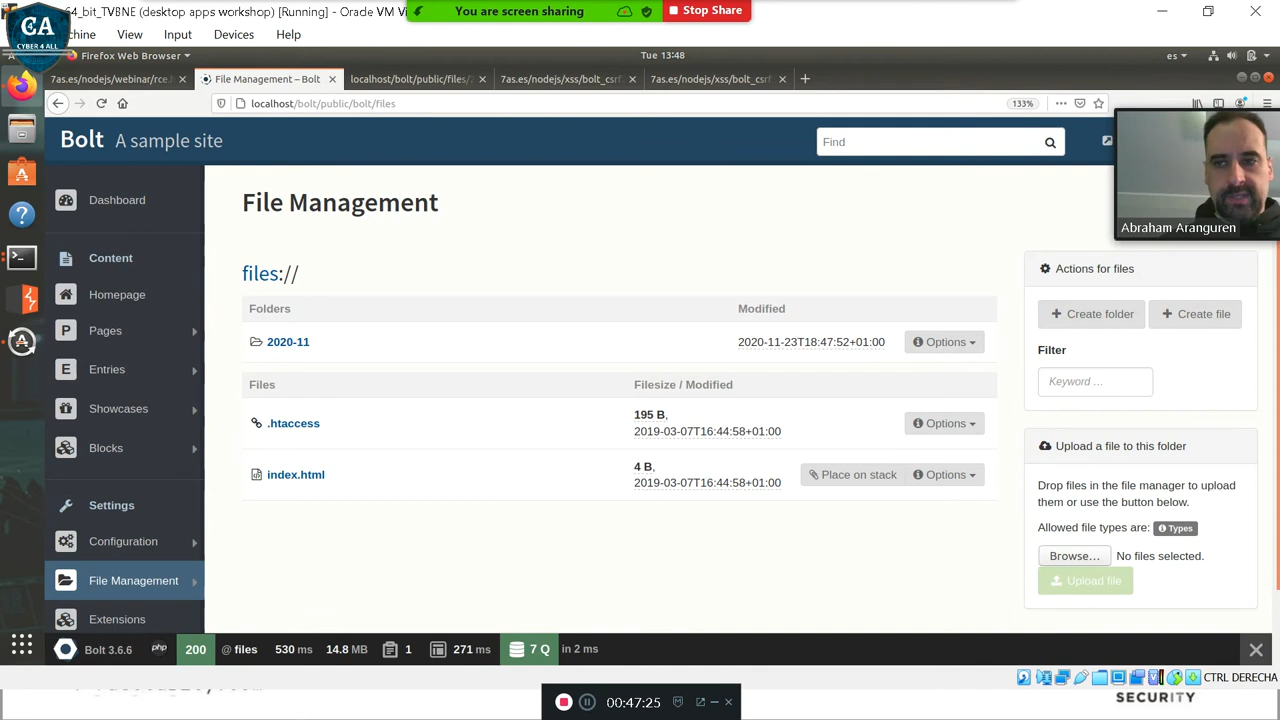 64_bit_TVBNE (desktop apps workshop) [Running] - Oracle VM Vi
You are screen sharing
Stop Share
CA
CYBER 4 ALL
chine View Input Devices Help
Firefox Web Browser
Tue 13:48
es
7as.es/nodejs/webinar/rce.h
File Management – Bolt
localhost/bolt/public/files/
7as.es/nodejs/xss/bolt_csrf
7as.es/nodejs/xss/bolt_csrf
localhost/bolt/public/bolt/files
133%
Bolt A sample site
Find
Abraham Aranguren
Dashboard
Content
Homepage
Pages
Entries
Showcases
Blocks
Settings
Configuration
File Management
Extensions
File Management
files://
Folders Modified
2020-11 2020-11-23T18:47:52+01:00 Options
Files Filesize / Modified
.htaccess 195 B, 2019-03-07T16:44:58+01:00 Options
index.html 4 B, 2019-03-07T16:44:58+01:00 Place on stack Options
Actions for files
Create folder Create file
Filter
Keyword …
Upload a file to this folder
Drop files in the file manager to upload
them or use the button below.
Allowed file types are: Types
Browse… No files selected.
Upload file
Bolt 3.6.6 php 200 @ files 530 ms 14.8 MB 1 271 ms 7 Q in 2 ms
CTRL DERECHA
00:47:25
SECURITY